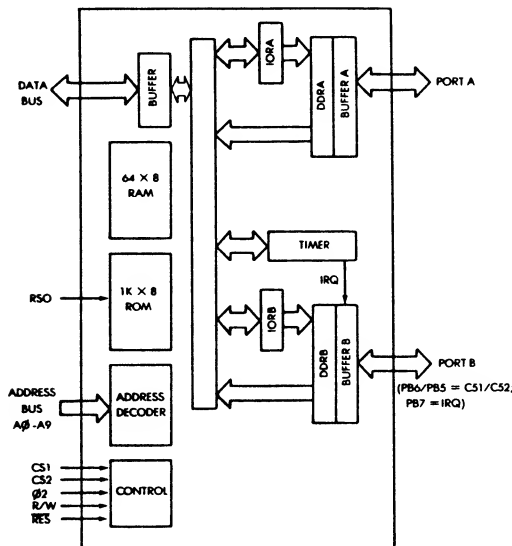 DATA
BUS
BUFFER
IORA
DDRA
BUFFER A
PORT A
64 × 8
RAM
TIMER
IRQ
RSO
1K × 8
ROM
IORB
DDRB
BUFFER B
PORT B
(PB6/PB5 = C51/C52,
PB7 = IRQ)
ADDRESS
BUS
AØ-A9
ADDRESS
DECODER
CS1
CS2
Ø2
R/W
RES
CONTROL